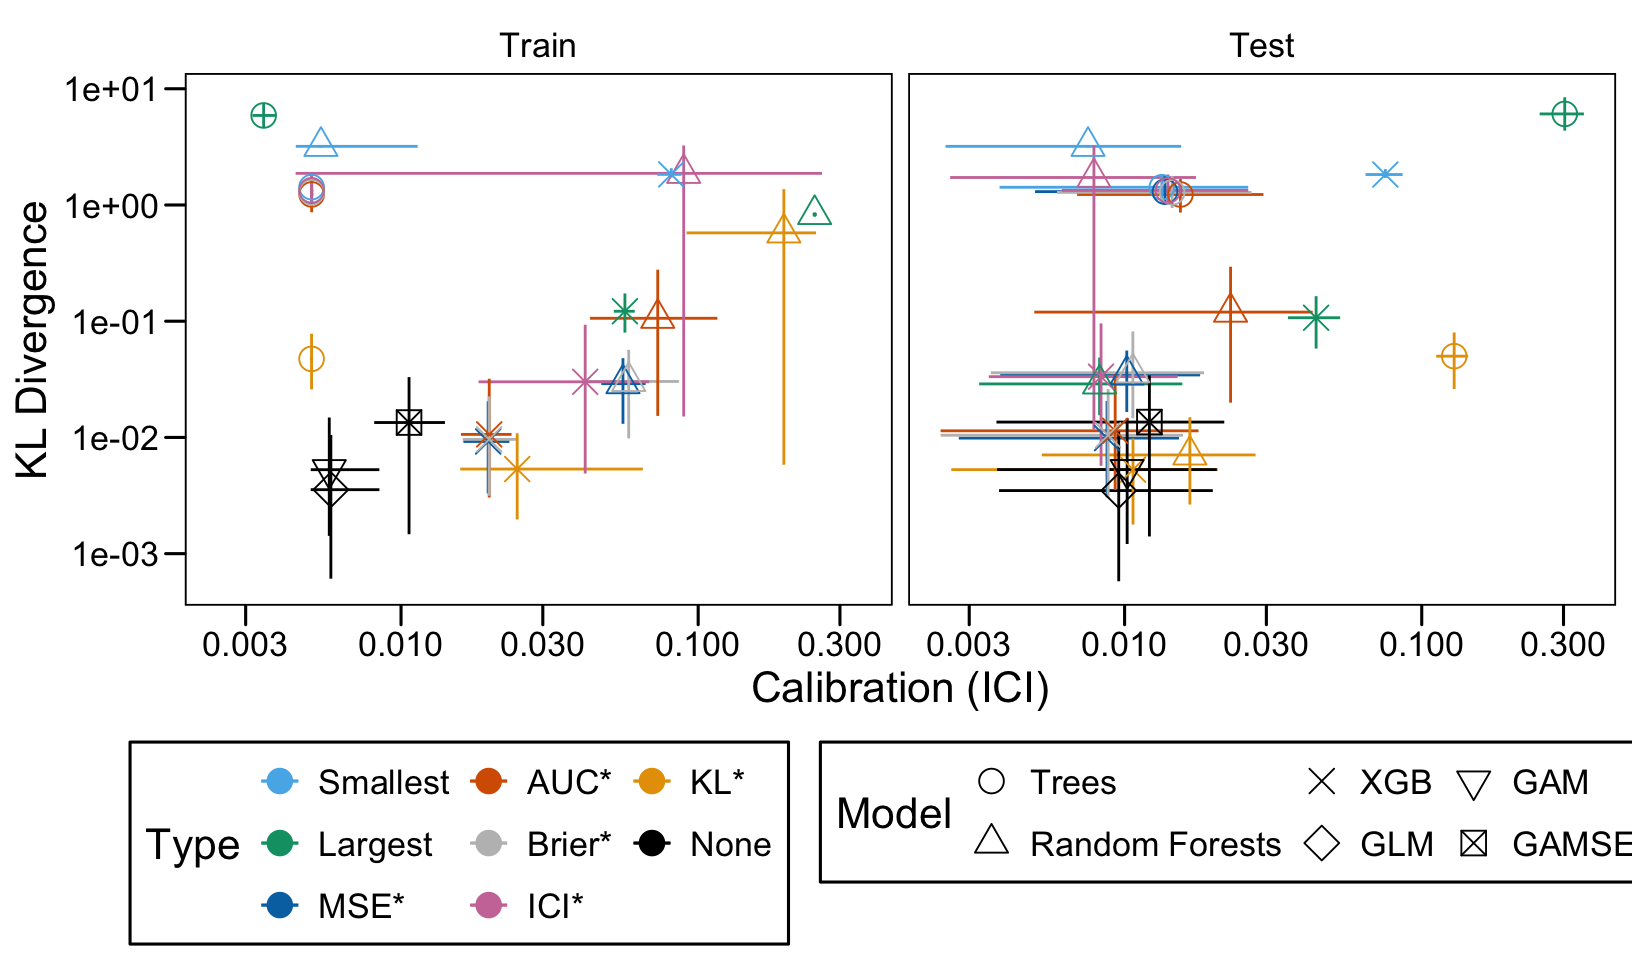 Train Test
KL Divergence
1e+01
1e+00
1e-01
1e-02
1e-03
0.003 0.010 0.030 0.100 0.300 0.003 0.010 0.030 0.100 0.300
Calibration (ICI)
Type
Smallest AUC* KL*
Largest Brier* None
MSE* ICI*
Model
Trees XGB GAM
Random Forests GLM GAMSE